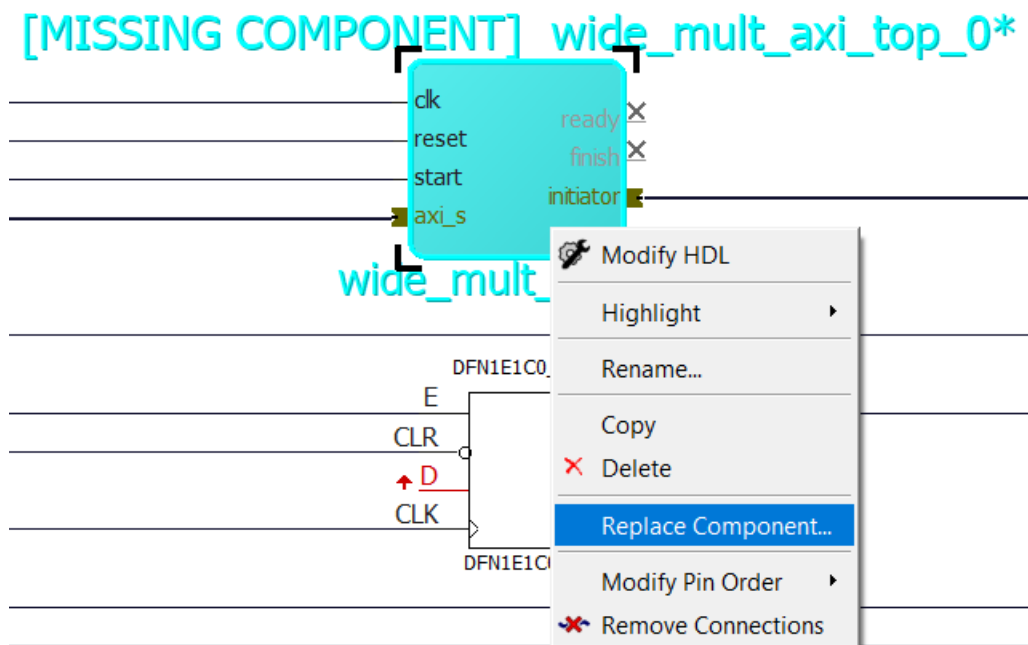 [MISSING COMPONENT] wide_mult_axi_top_0*
clk
reset
start
axi_s
ready
finish
initiator
wide_mult_
Modify HDL
Highlight
Rename...
Copy
Delete
Replace Component...
Modify Pin Order
Remove Connections
DFN1E1C0_
E
CLR
D
CLK
DFN1E1C